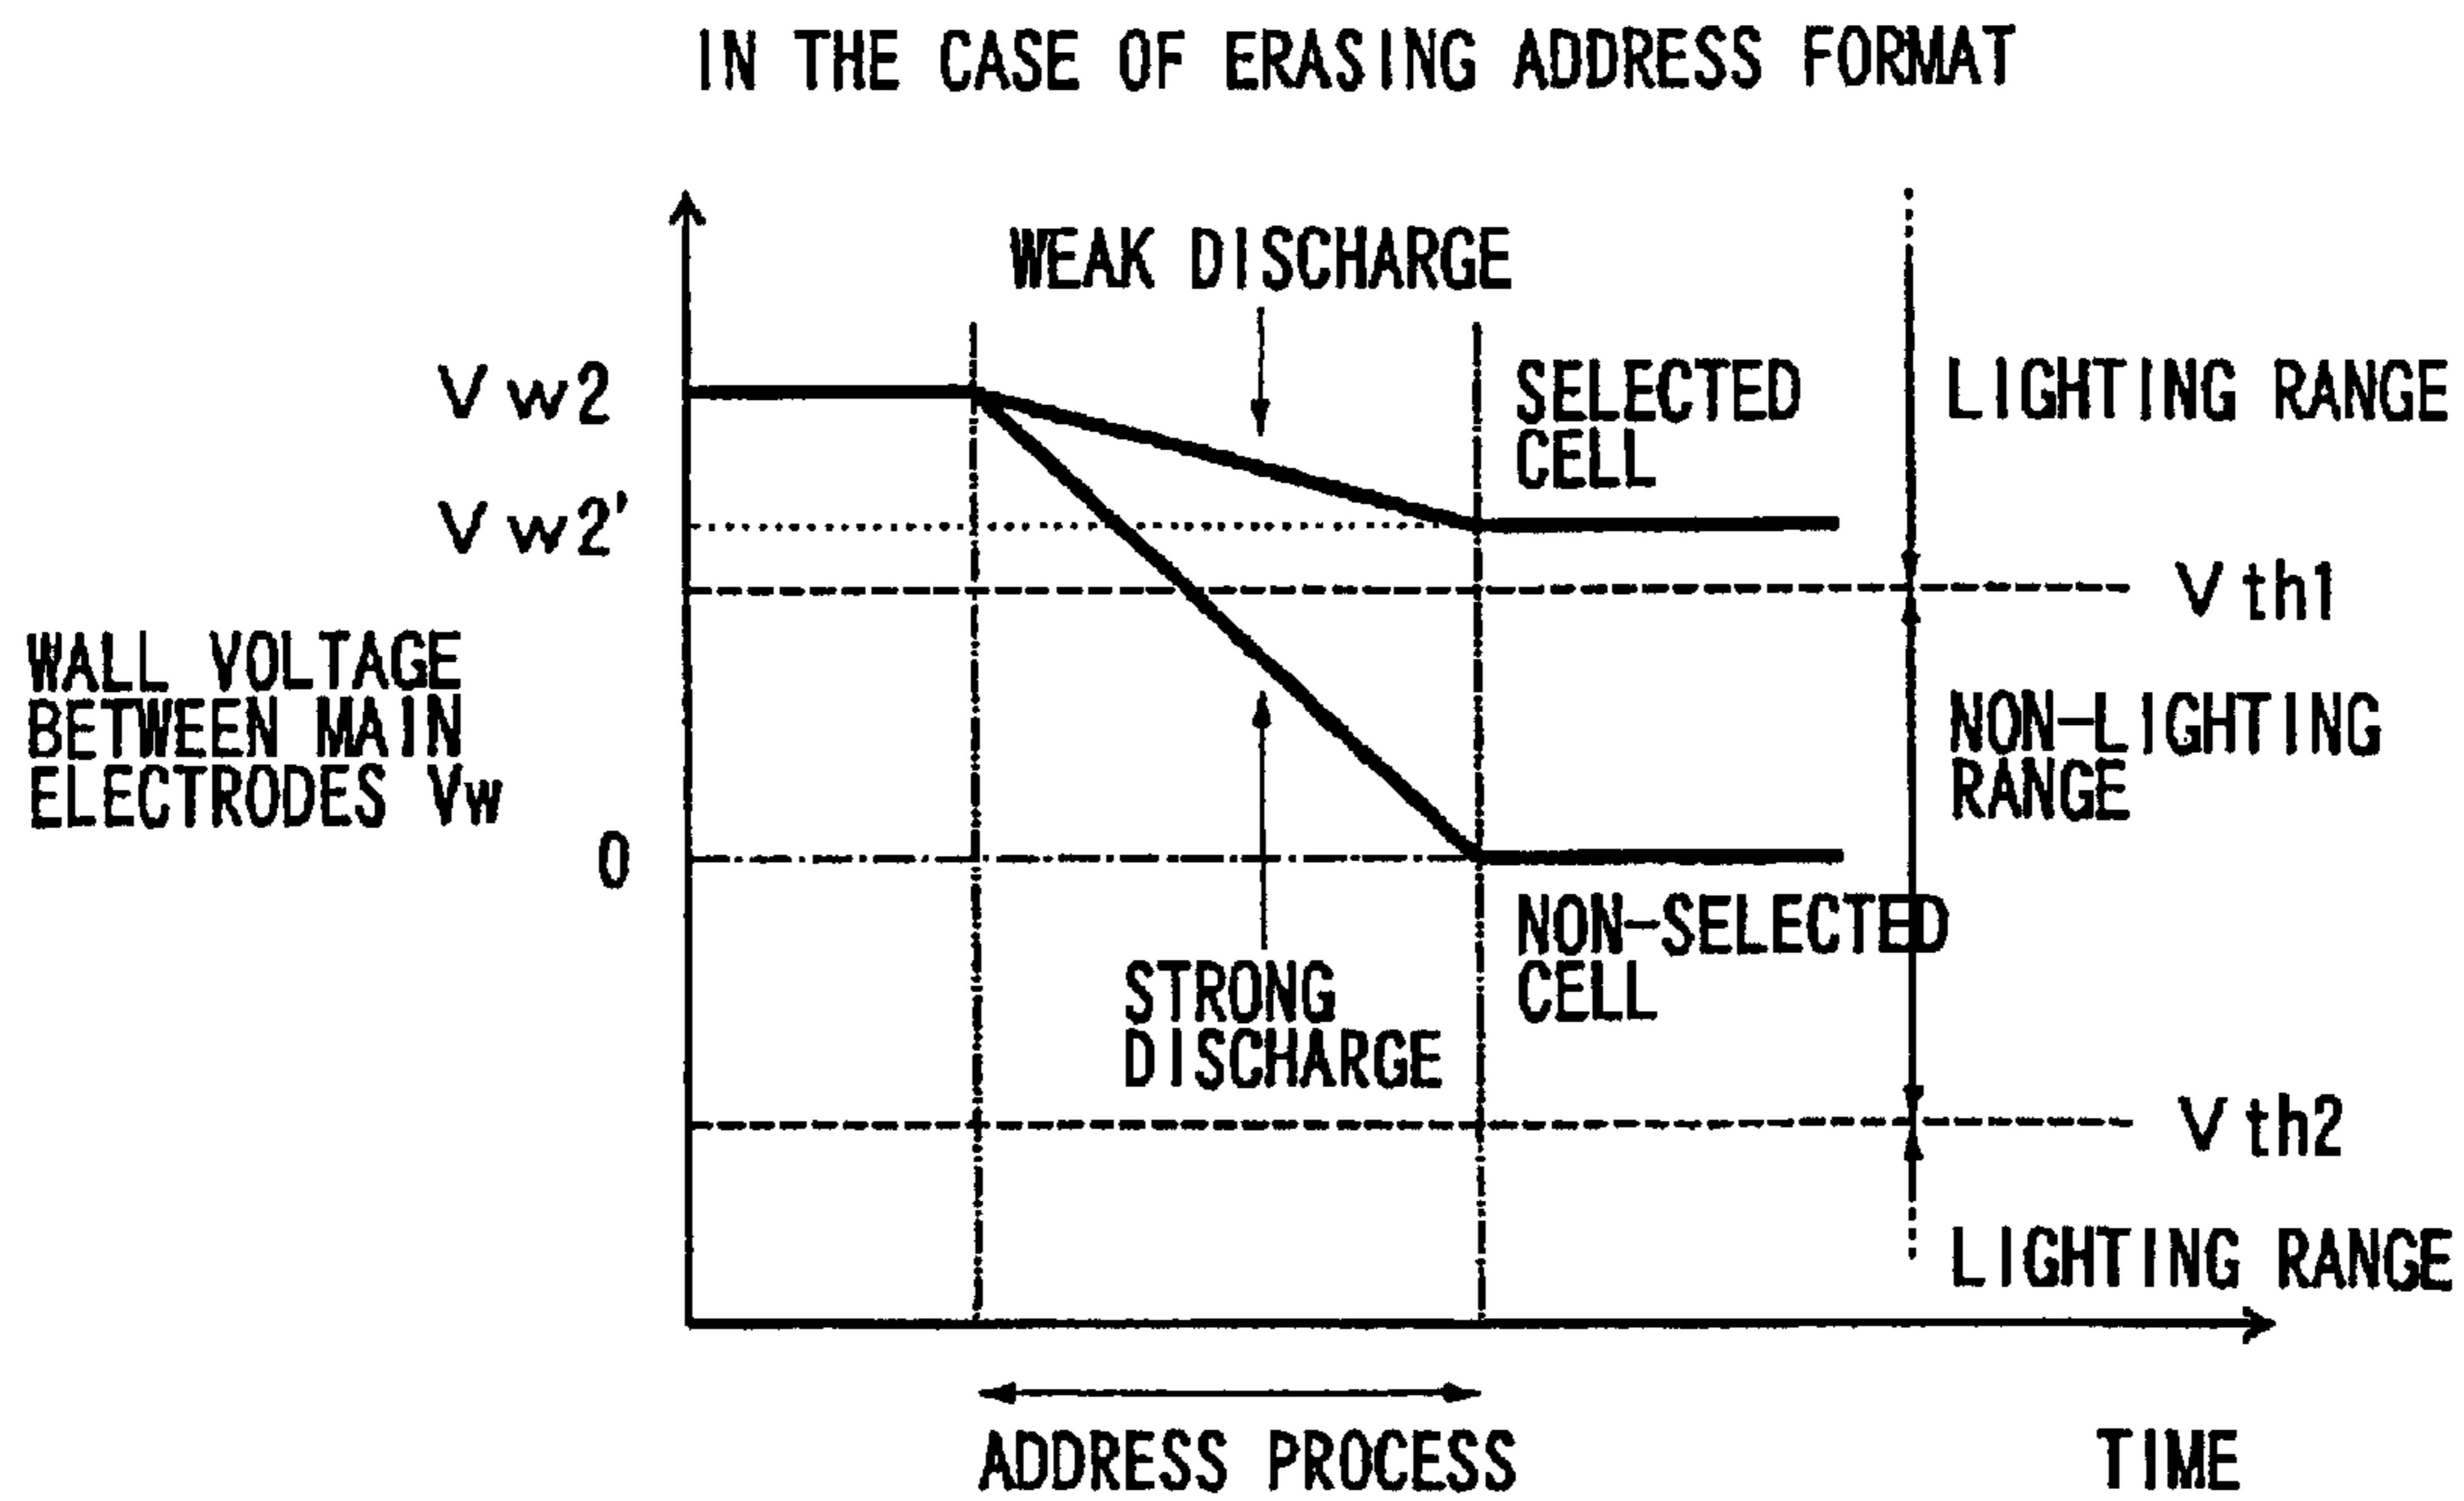 IN THE CASE OF ERASING ADDRESS FORMAT
WEAK DISCHARGE
Vw2
SELECTED
CELL
LIGHTING RANGE
Vw2'
Vth1
WALL VOLTAGE
BETWEEN MAIN
ELECTRODES Vw
NON-LIGHTING
RANGE
0
NON-SELECTED
CELL
STRONG
DISCHARGE
Vth2
LIGHTING RANGE
ADDRESS PROCESS
TIME